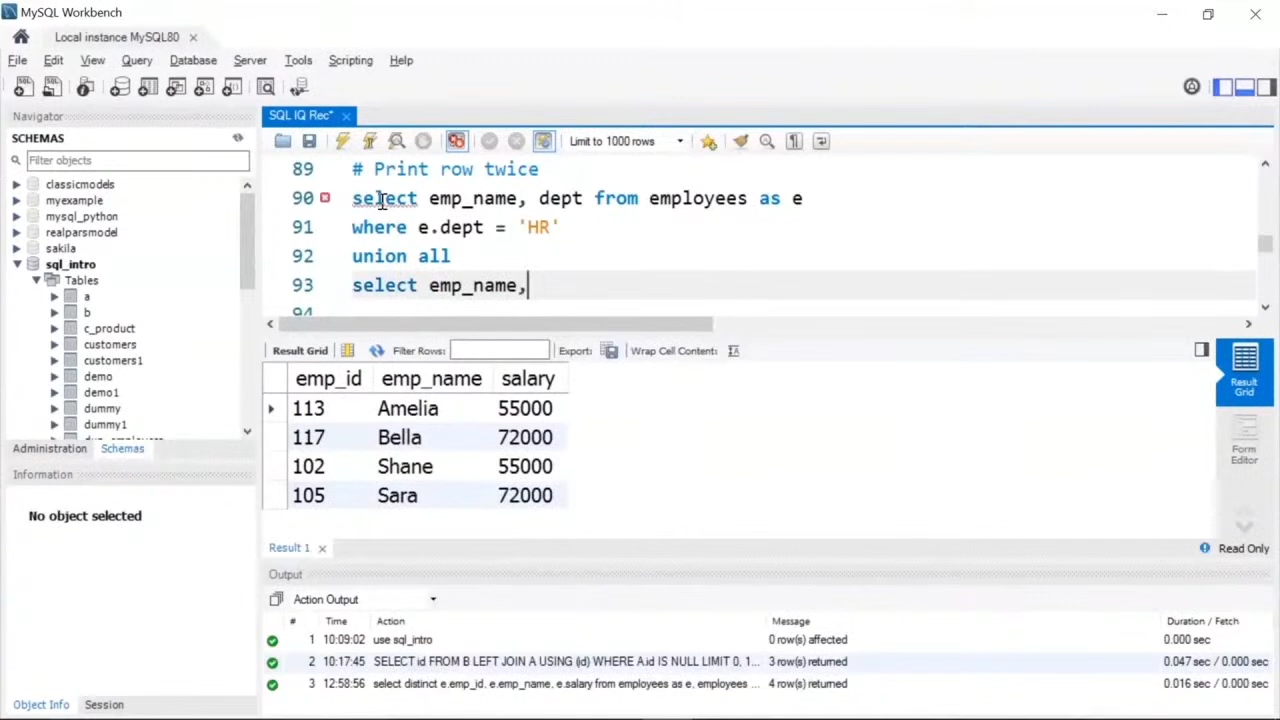 MySQL Workbench
Local instance MySQL80
File Edit View Query Database Server Tools Scripting Help
Navigator
SCHEMAS
Filter objects
classicmodels
myexample
mysql_python
realparsmodel
sakila
sql_intro
Tables
a
b
c_product
customers
customers1
demo
demo1
dummy
dummy1
Administration Schemas
Information
No object selected
Object Info Session
SQL IQ Rec*
Limit to 1000 rows
89 # Print row twice
90 select emp_name, dept from employees as e
91 where e.dept = 'HR'
92 union all
93 select emp_name,
94
Result Grid Filter Rows: Export: Wrap Cell Content:
emp_id emp_name salary
113 Amelia 55000
117 Bella 72000
102 Shane 55000
105 Sara 72000
Result Grid
Form Editor
Result 1
Read Only
Output
Action Output
# Time Action Message Duration / Fetch
1 10:09:02 use sql_intro 0 row(s) affected 0.000 sec
2 10:17:45 SELECT id FROM B LEFT JOIN A USING (id) WHERE A.id IS NULL LIMIT 0, 1... 3 row(s) returned 0.047 sec / 0.000 sec
3 12:58:56 select distinct e.emp_id, e.emp_name, e.salary from employees as e, employees ... 4 row(s) returned 0.016 sec / 0.000 sec